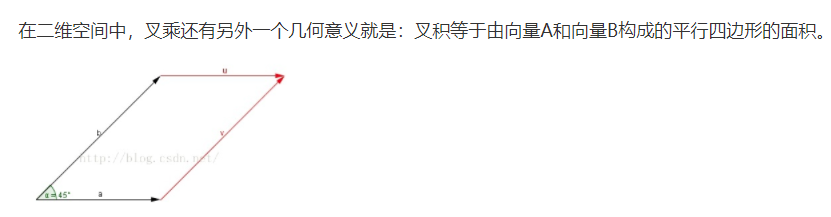 在二维空间中，叉乘还有另外一个几何意义就是：叉积等于由向量A和向量B构成的平行四边形的面积。
u
b
v
http://blog.csdn.net/
α=45°
a